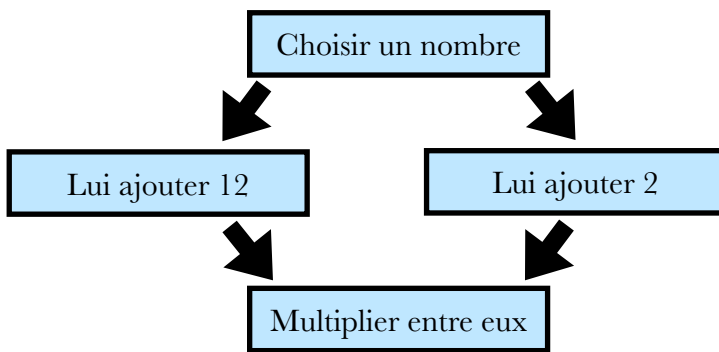 Choisir un nombre
Lui ajouter 12
Lui ajouter 2
Multiplier entre eux